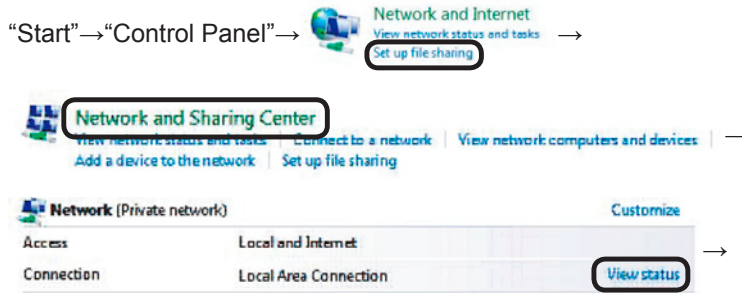 “Start”→“Control Panel”→ Network and Internet
View network status and tasks →
Set up file sharing
Network and Sharing Center
View network status and tasks | Connect to a network | View network computers and devices | —
Add a device to the network | Set up file sharing
Network (Private network) Customize
Access Local and Internet
→
Connection Local Area Connection View status